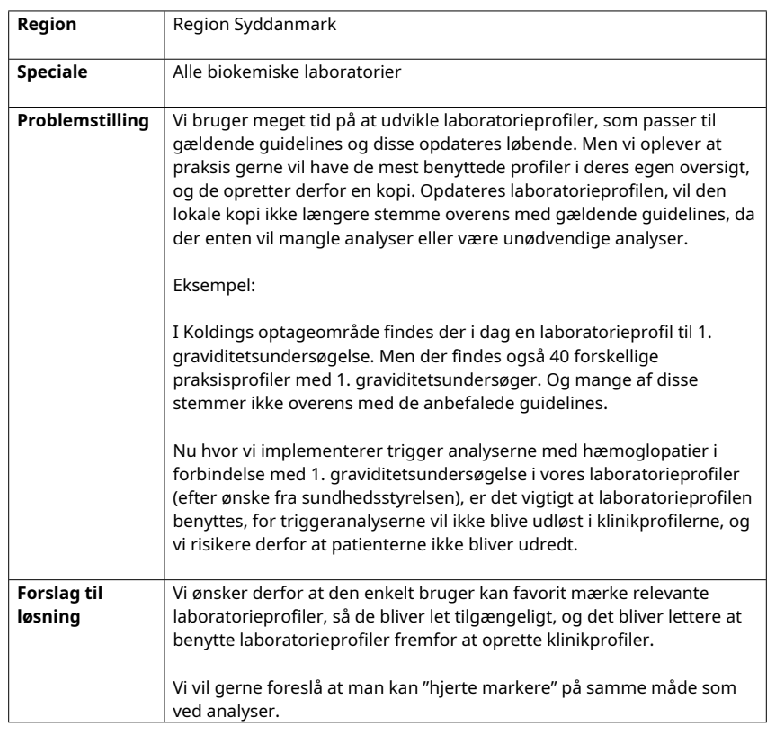 Region Region Syddanmark
Speciale Alle biokemiske laboratorier
Problemstilling Vi bruger meget tid på at udvikle laboratorieprofiler, som passer til
gældende guidelines og disse opdateres løbende. Men vi oplever at
praksis gerne vil have de mest benyttede profiler i deres egen oversigt,
og de opretter derfor en kopi. Opdateres laboratorieprofilen, vil den
lokale kopi ikke længere stemme overens med gældende guidelines, da
der enten vil mangle analyser eller være unødvendige analyser.
Eksempel:
I Koldings optageområde findes der i dag en laboratorieprofil til 1.
graviditetsundersøgelse. Men der findes også 40 forskellige
praksisprofiler med 1. graviditetsundersøger. Og mange af disse
stemmer ikke overens med de anbefalede guidelines.
Nu hvor vi implementerer trigger analyserne med hæmoglopatier i
forbindelse med 1. graviditetsundersøgelse i vores laboratorieprofiler
(efter ønske fra sundhedsstyrelsen), er det vigtigt at laboratorieprofilen
benyttes, for triggeranalyserne vil ikke blive udløst i klinikprofilerne, og
vi risikere derfor at patienterne ikke bliver udredt.
Forslag til Vi ønsker derfor at den enkelt bruger kan favorit mærke relevante
løsning laboratorieprofiler, så de bliver let tilgængeligt, og det bliver lettere at
benytte laboratorieprofiler fremfor at oprette klinikprofiler.
Vi vil gerne foreslå at man kan ”hjerte markere” på samme måde som
ved analyser.